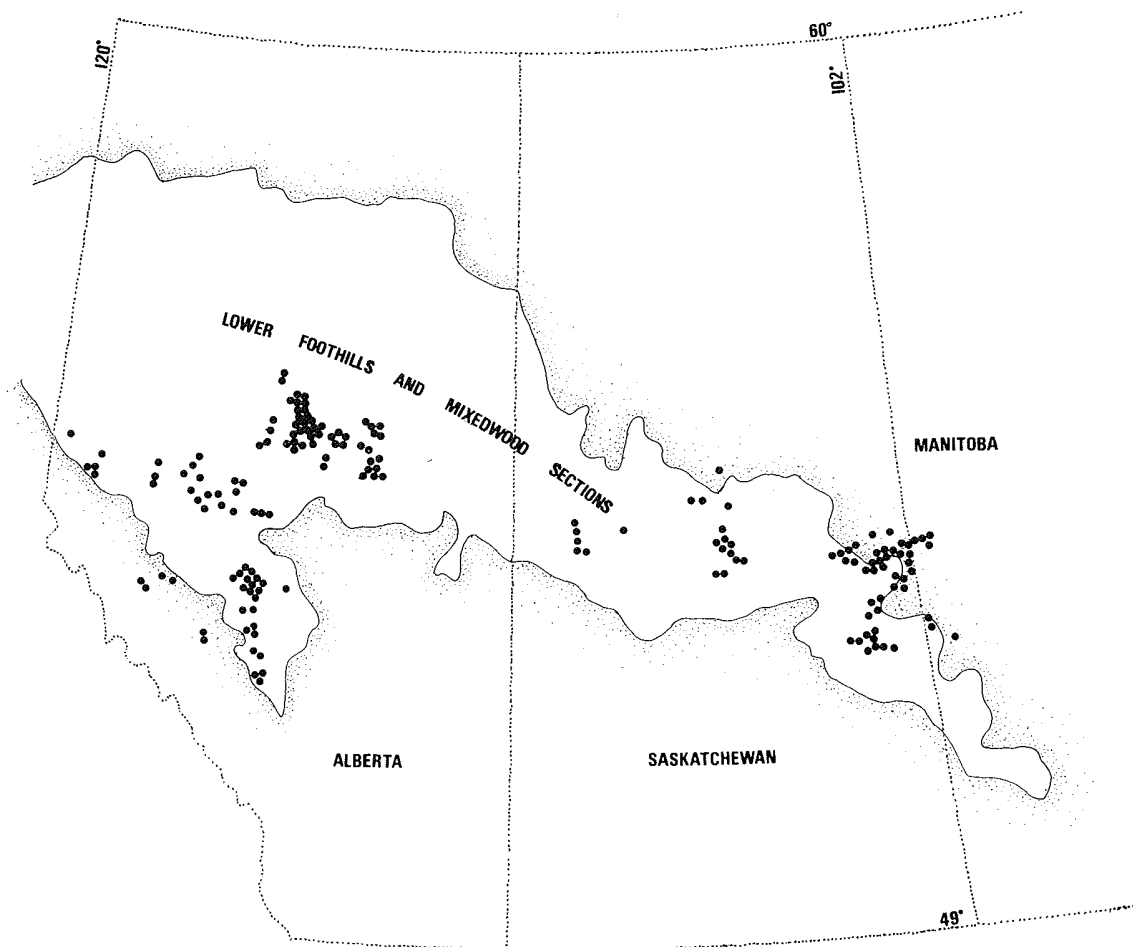 120°
60°
102°
LOWER FOOTHILLS AND MIXEDWOOD SECTIONS
MANITOBA
ALBERTA
SASKATCHEWAN
49°